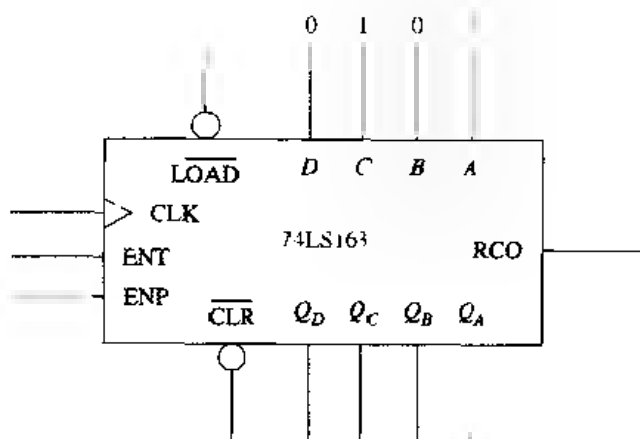 0 1 0
LOAD D C B A
CLK
74LS163
ENT
RCO
ENP
CLR Q_D Q_C Q_B Q_A